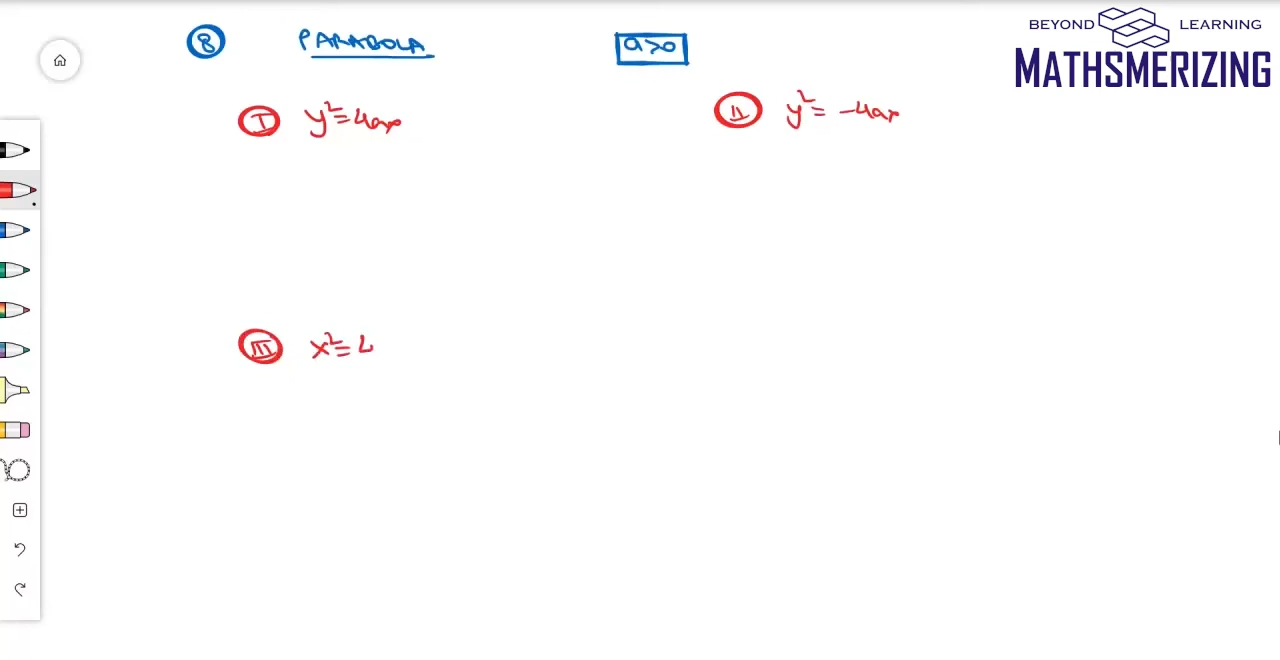 BEYOND LEARNING
MATHSMERIZING
8 PARABOLA a>0
I y²=4ax
II y²= -4ax
III x²= 4